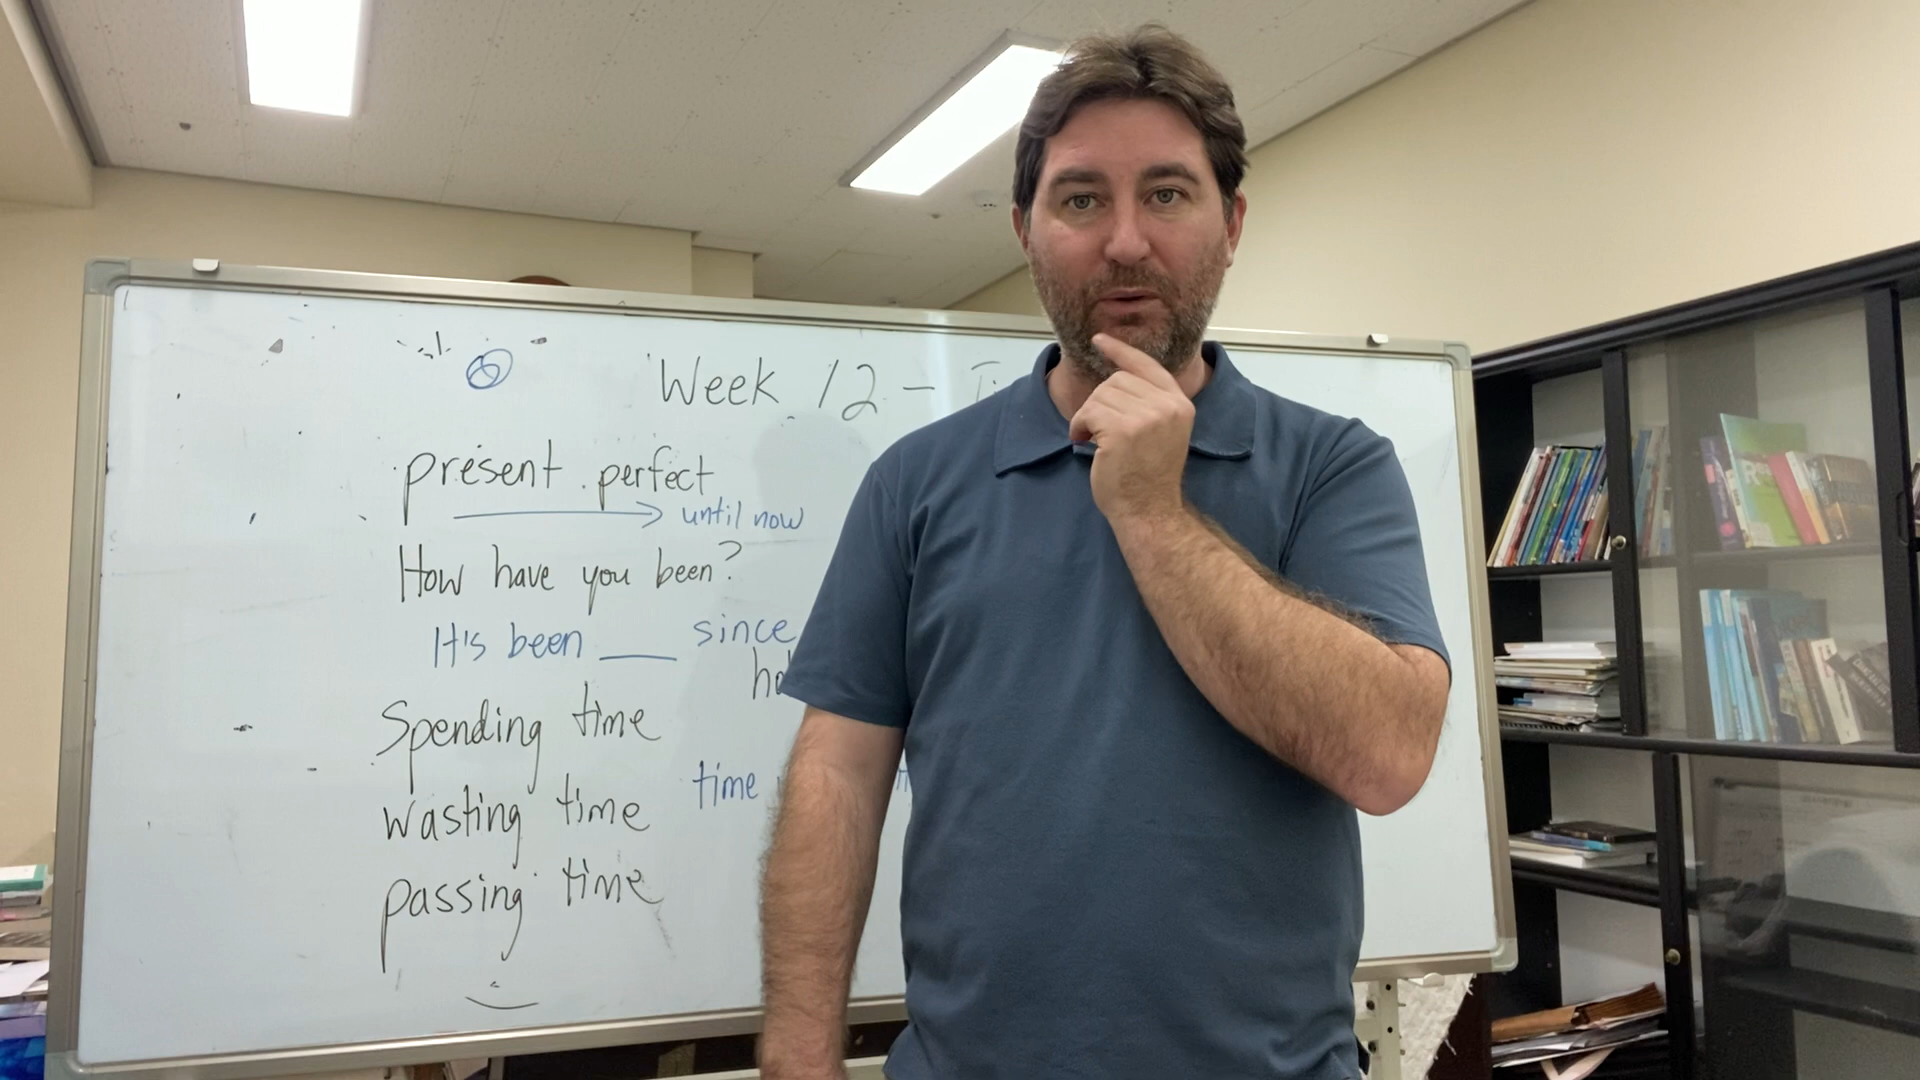 Week 12 -
present perfect
until now
How have you been?
It's been ___ since
Spending time
wasting time
time
passing time